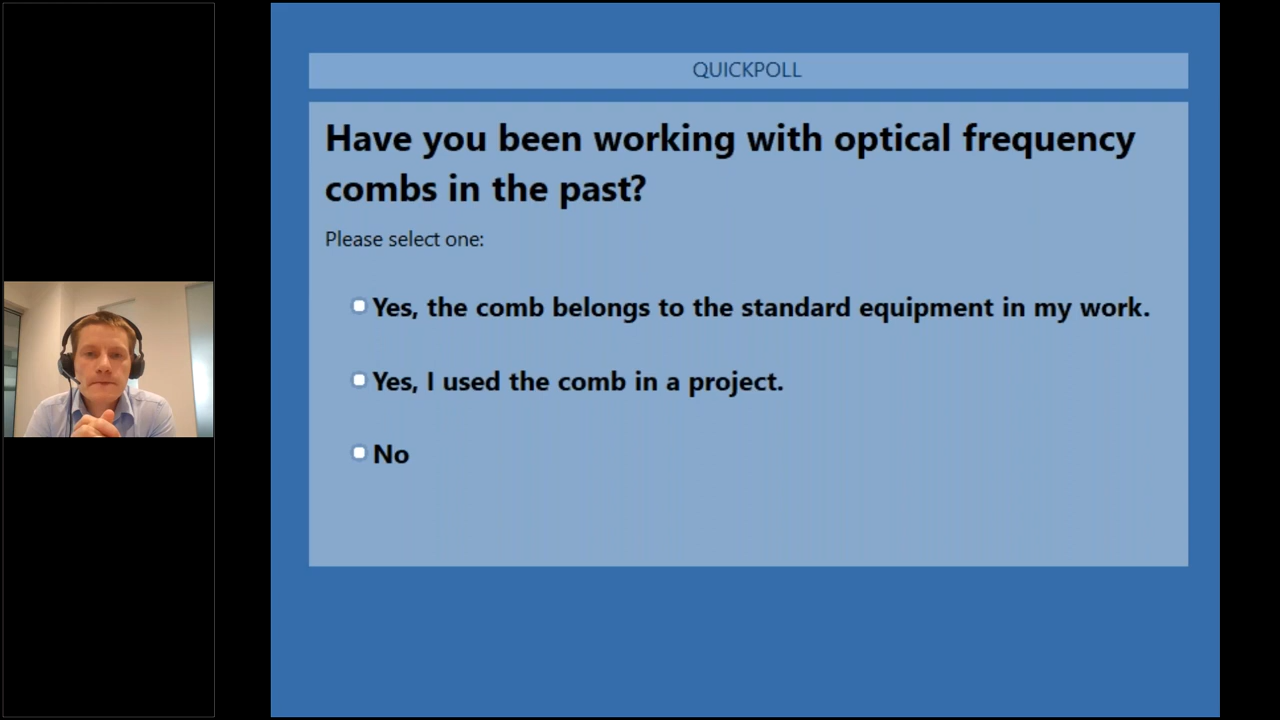 QUICKPOLL
Have you been working with optical frequency
combs in the past?
Please select one:
Yes, the comb belongs to the standard equipment in my work.
Yes, I used the comb in a project.
No